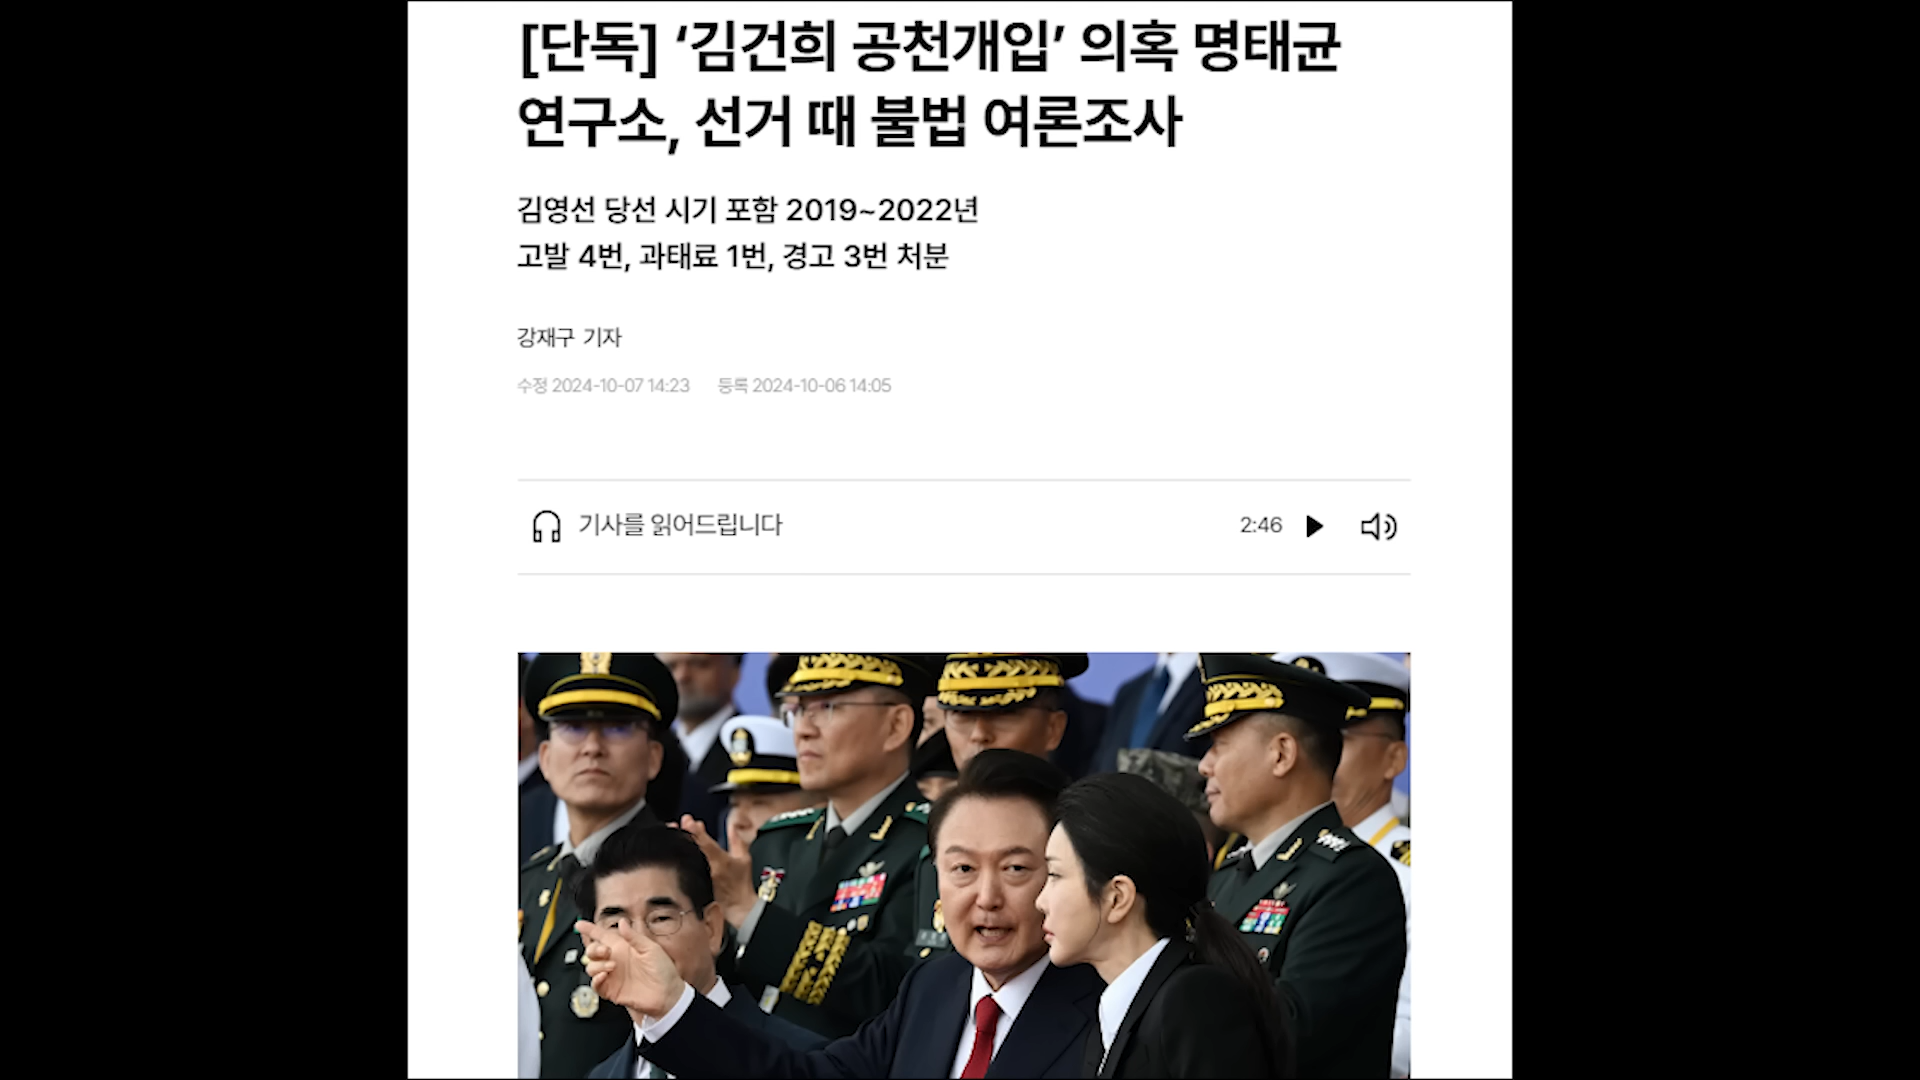 [단독] ‘김건희 공천개입’ 의혹 명태균
연구소, 선거 때 불법 여론조사
김영선 당선 시기 포함 2019~2022년
고발 4번, 과태료 1번, 경고 3번 처분
강재구 기자
수정 2024-10-07 14:23 등록 2024-10-06 14:05
기사를 읽어드립니다 2:46